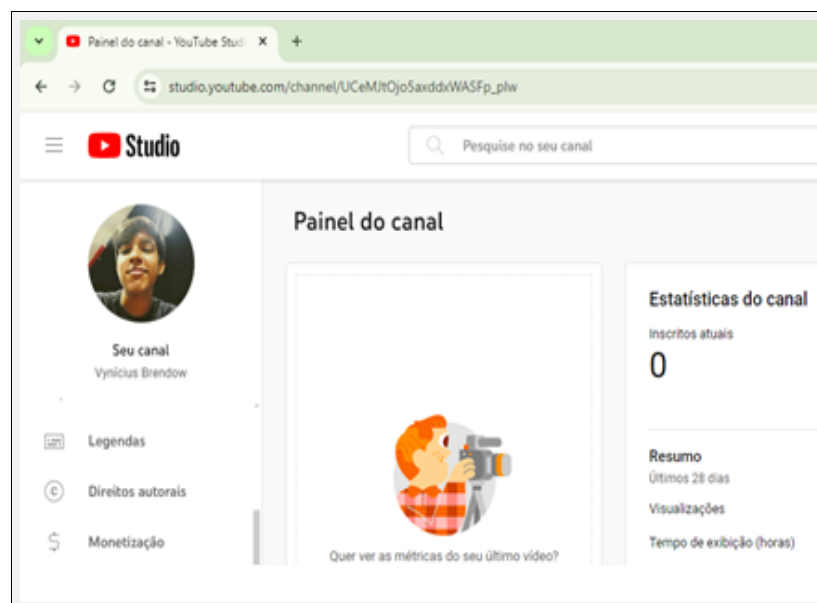 Painel do canal - YouTube Stud
studio.youtube.com/channel/UCeMJtOjo5axddxWASFp_plw
Studio
Pesquise no seu canal
Painel do canal
Seu canal
Vynícius Brendow
Legendas
Direitos autorais
Monetização
Quer ver as métricas do seu último vídeo?
Estatísticas do canal
Inscritos atuais
0
Resumo
Últimos 28 dias
Visualizações
Tempo de exibição (horas)